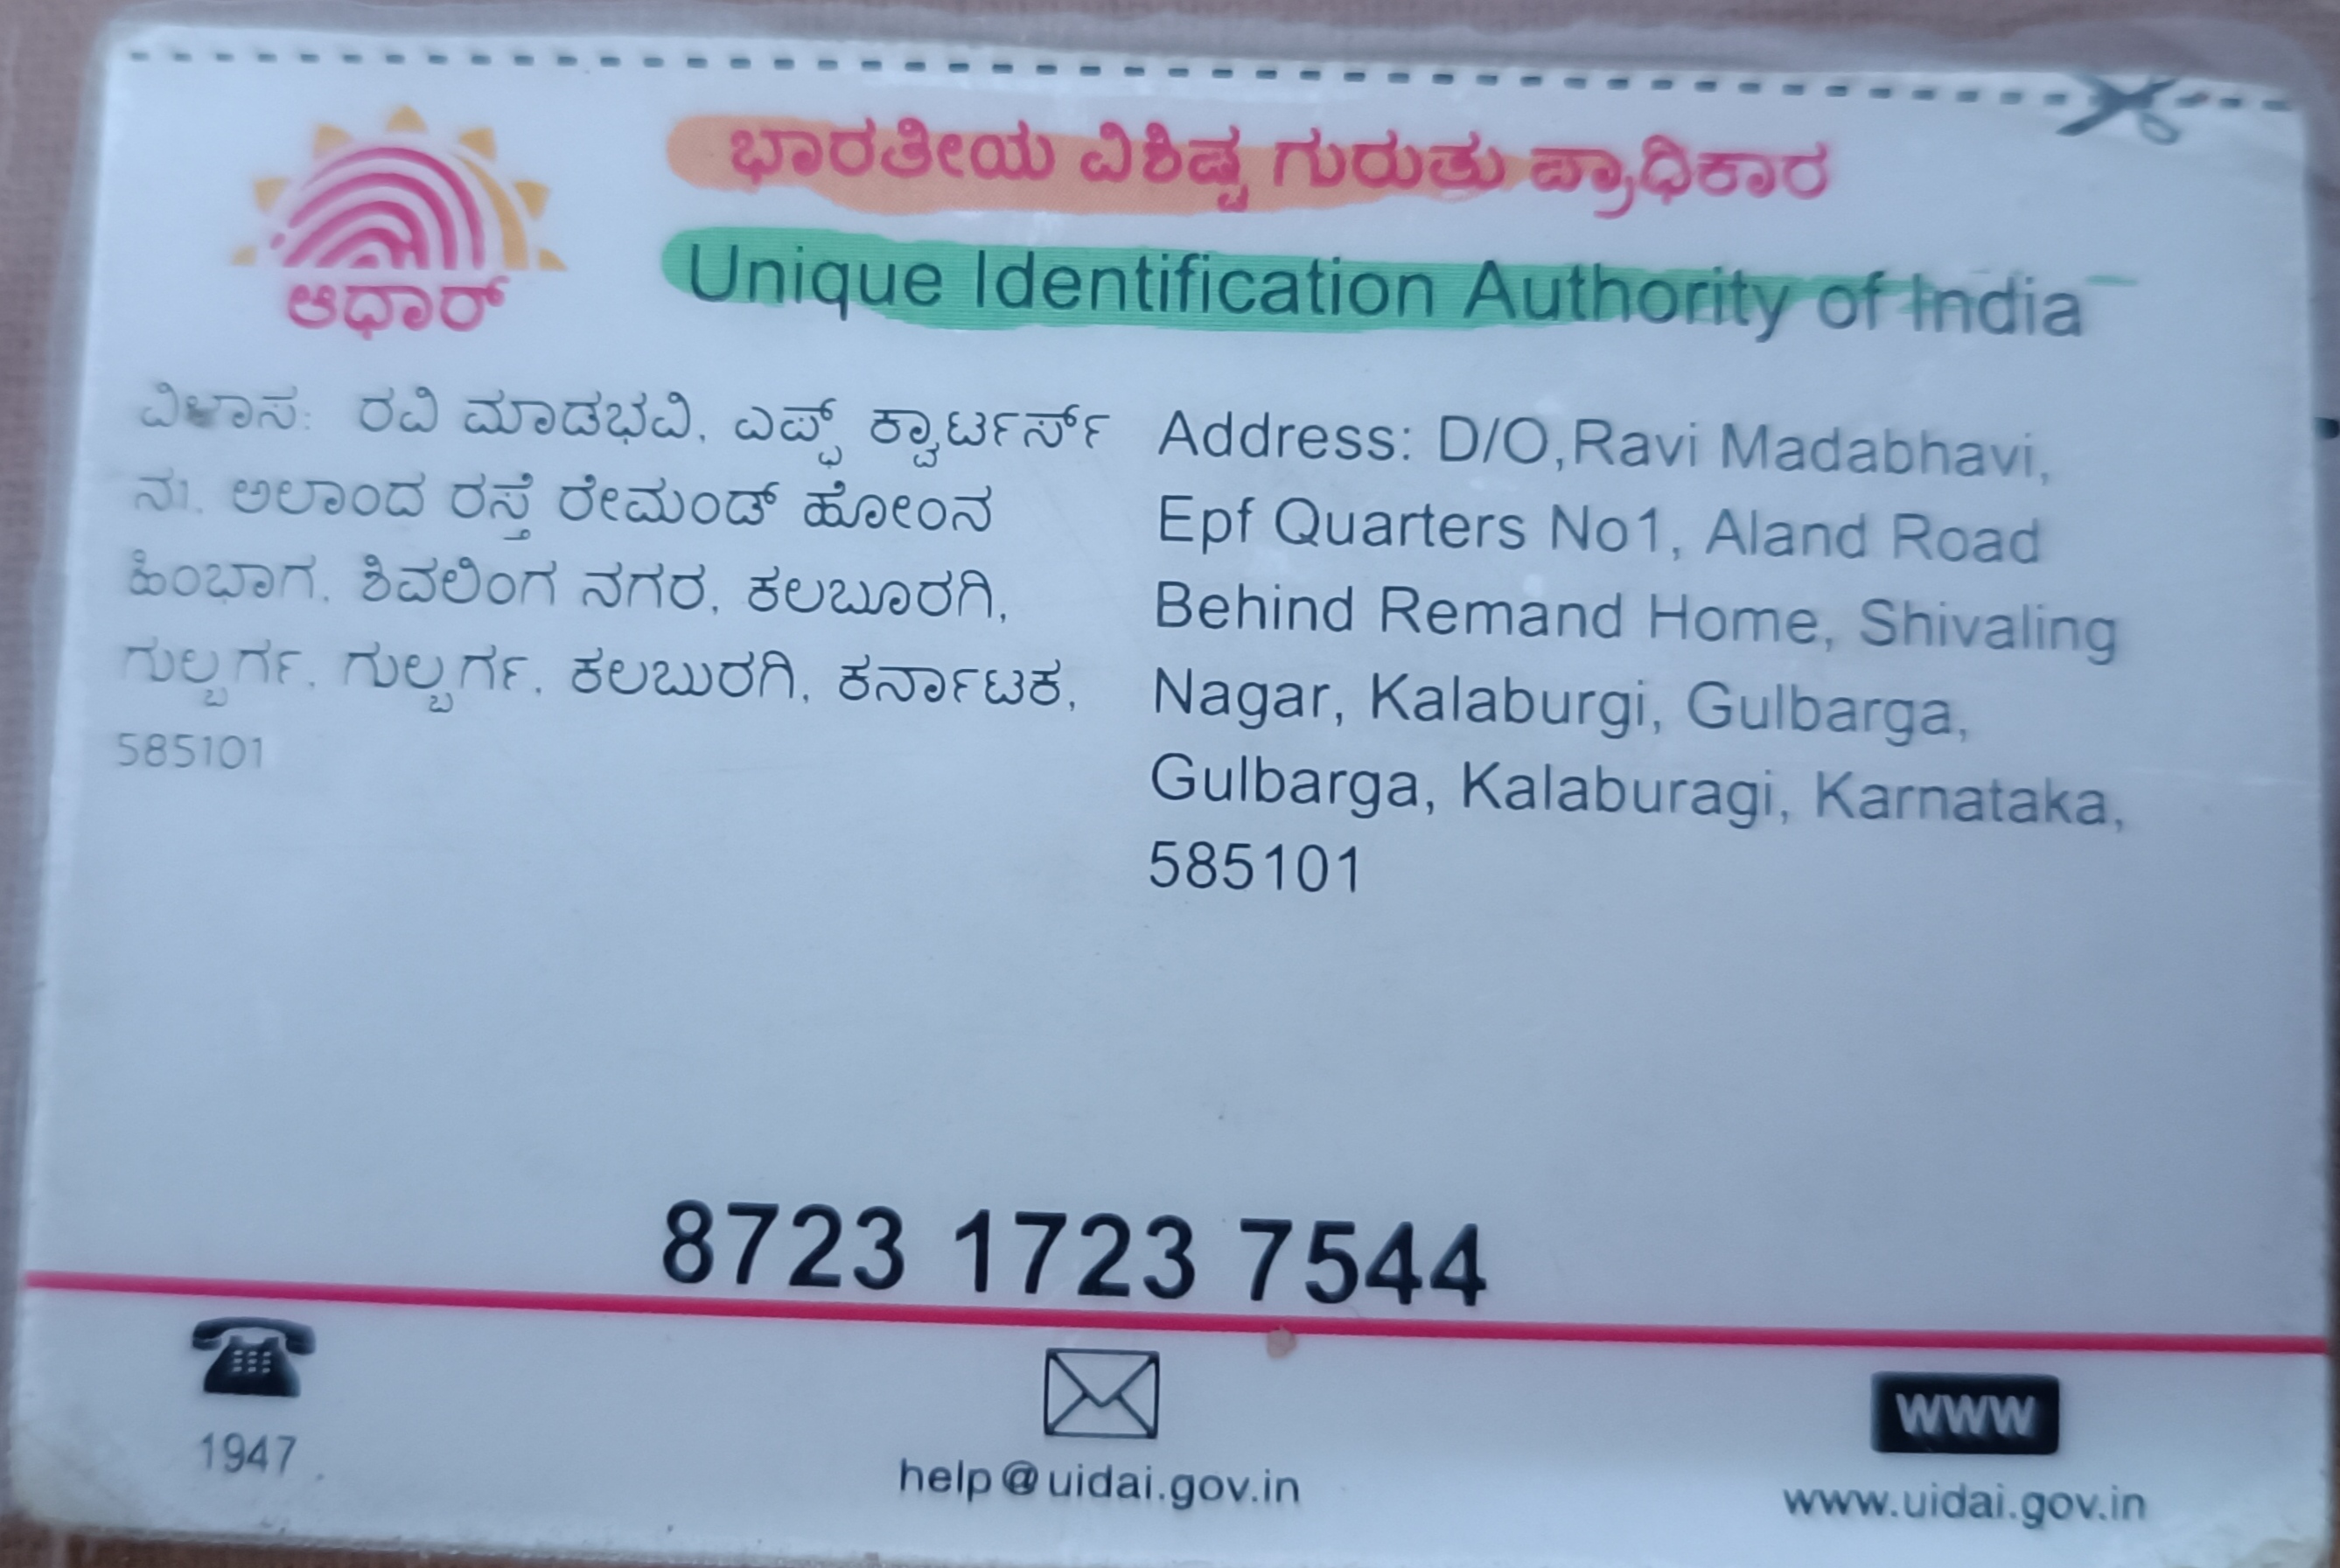 ಭಾರತೀಯ ವಿಶಿಷ್ಟ ಗುರುತು ಪ್ರಾಧಿಕಾರ
Unique Identification Authority of India
ಆಧಾರ್
ವಿಳಾಸ: ರವಿ ಮಾಡಭವಿ, ಎಪ್ಫ್ ಕ್ವಾರ್ಟರ್ಸ್
ನ1, ಅಲಾಂದ ರಸ್ತೆ ರೇಮಂಡ್ ಹೋಂನ
ಹಿಂಭಾಗ, ಶಿವಲಿಂಗ ನಗರ, ಕಲಬೂರಗಿ,
ಗುಲ್ಬರ್ಗ, ಗುಲ್ಬರ್ಗ, ಕಲಬುರಗಿ, ಕರ್ನಾಟಕ,
585101
Address: D/O,Ravi Madabhavi,
Epf Quarters No1, Aland Road
Behind Remand Home, Shivaling
Nagar, Kalaburgi, Gulbarga,
Gulbarga, Kalaburagi, Karnataka,
585101
8723 1723 7544
1947
help@uidai.gov.in
WWW
www.uidai.gov.in